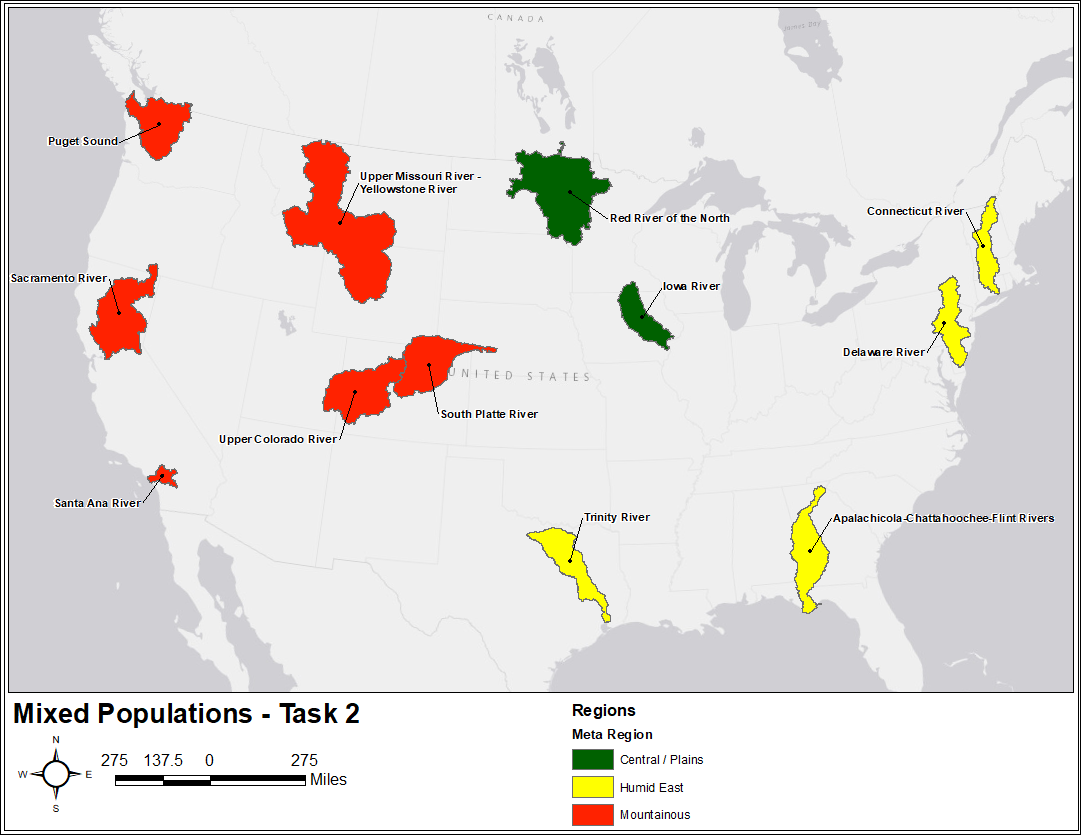 CANADA
James Bay
Puget Sound
Upper Missouri River -
Yellowstone River
Connecticut River
Red River of the North
Sacramento River
Iowa River
Delaware River
UNITED STATES
South Platte River
Upper Colorado River
Santa Ana River
Trinity River
Apalachicola-Chattahoochee-Flint Rivers
Mixed Populations - Task 2
N
W
E
S
275 137.5 0 275
Miles
Regions
Meta Region
Central / Plains
Humid East
Mountainous